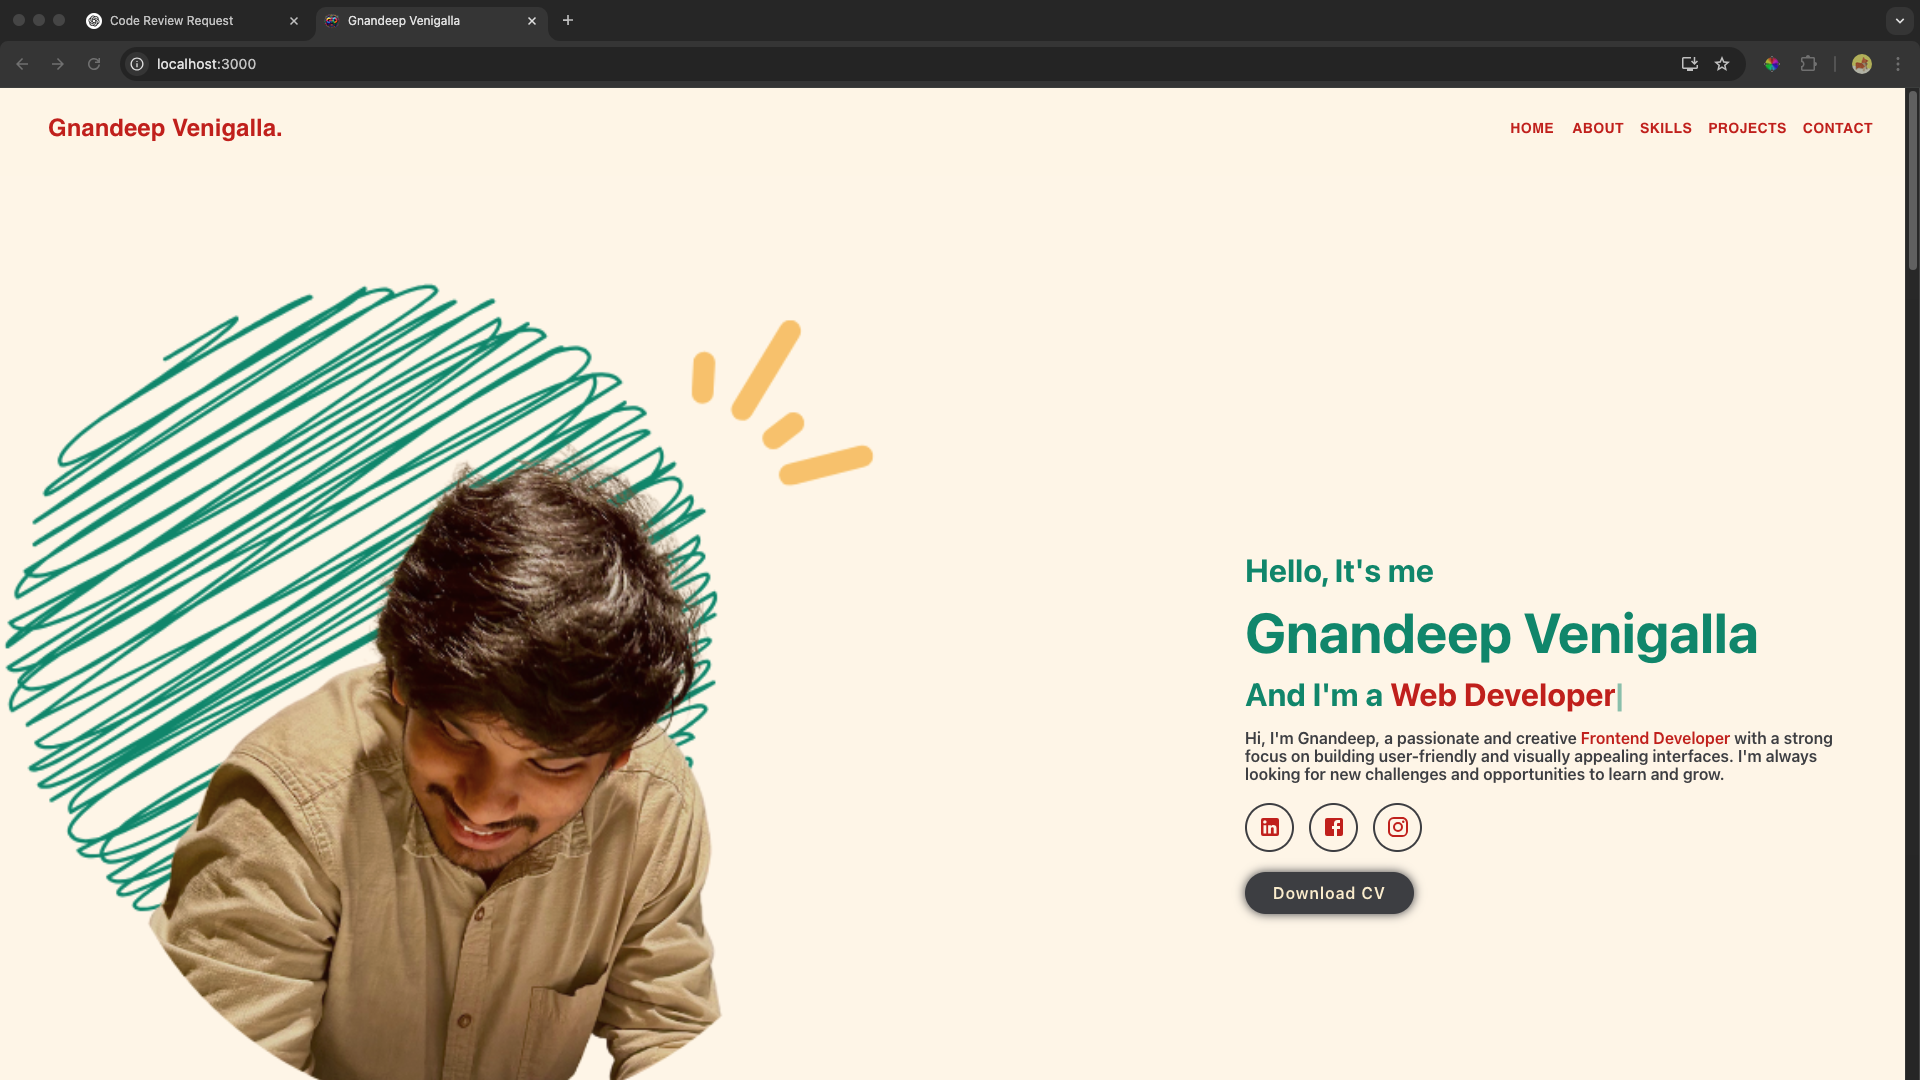 Code Review Request
Gnandeep Venigalla
localhost:3000
Gnandeep Venigalla.
HOME ABOUT SKILLS PROJECTS CONTACT
Hello, It's me
Gnandeep Venigalla
And I'm a Web Developer|
Hi, I'm Gnandeep, a passionate and creative Frontend Developer with a strong
focus on building user-friendly and visually appealing interfaces. I'm always
looking for new challenges and opportunities to learn and grow.
Download CV